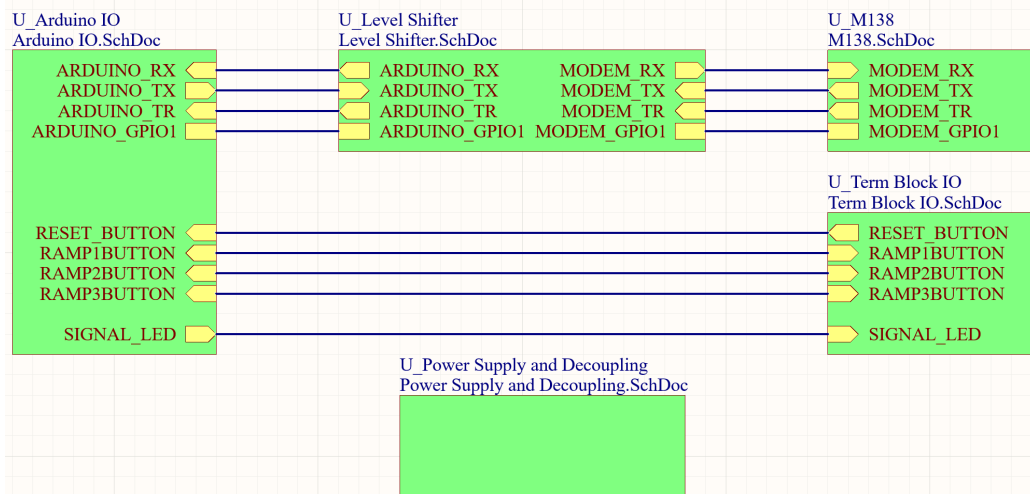 U_Arduino IO
Arduino IO.SchDoc
ARDUINO_RX
ARDUINO_TX
ARDUINO_TR
ARDUINO_GPIO1
RESET_BUTTON
RAMP1BUTTON
RAMP2BUTTON
RAMP3BUTTON
SIGNAL_LED
U_Level Shifter
Level Shifter.SchDoc
ARDUINO_RX MODEM_RX
ARDUINO_TX MODEM_TX
ARDUINO_TR MODEM_TR
ARDUINO_GPIO1 MODEM_GPIO1
U_M138
M138.SchDoc
MODEM_RX
MODEM_TX
MODEM_TR
MODEM_GPIO1
U_Term Block IO
Term Block IO.SchDoc
RESET_BUTTON
RAMP1BUTTON
RAMP2BUTTON
RAMP3BUTTON
SIGNAL_LED
U_Power Supply and Decoupling
Power Supply and Decoupling.SchDoc